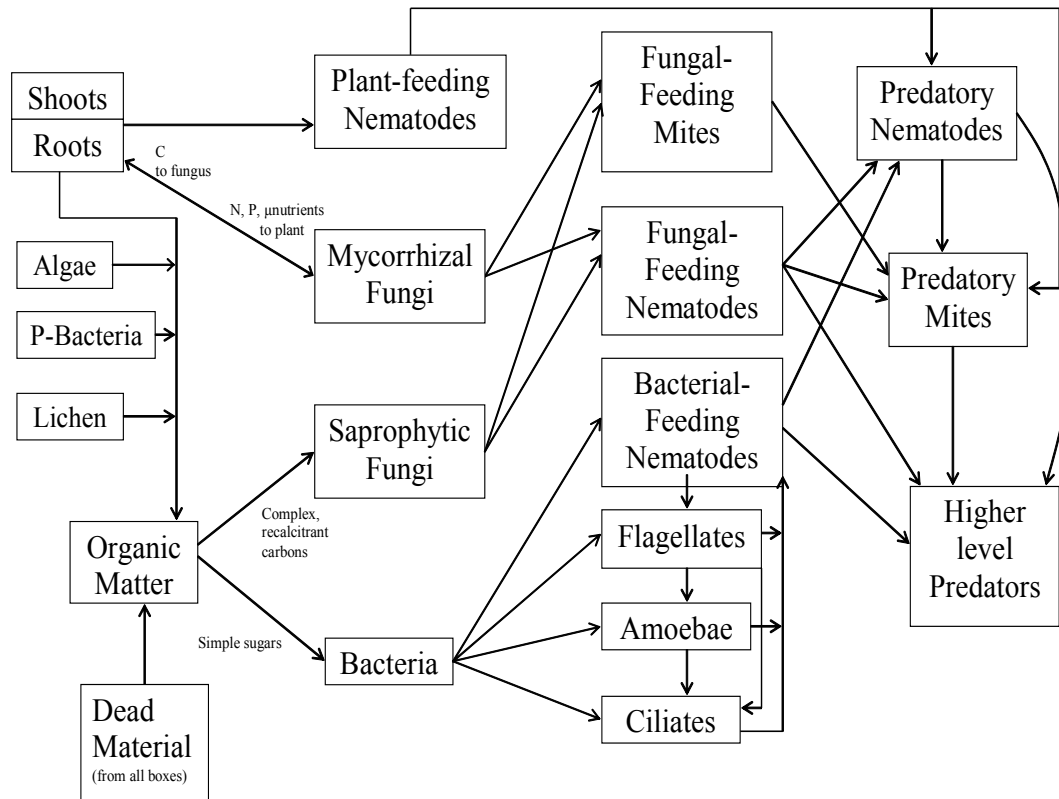 Shoots
Roots
Algae
P-Bacteria
Lichen
Organic
Matter
Dead
Material
(from all boxes)
C
to fungus
N, P, µnutrients
to plant
Complex,
recalcitrant
carbons
Simple sugars
Plant-feeding
Nematodes
Mycorrhizal
Fungi
Saprophytic
Fungi
Bacteria
Fungal-
Feeding
Mites
Fungal-
Feeding
Nematodes
Bacterial-
Feeding
Nematodes
Flagellates
Amoebae
Ciliates
Predatory
Nematodes
Predatory
Mites
Higher
level
Predators